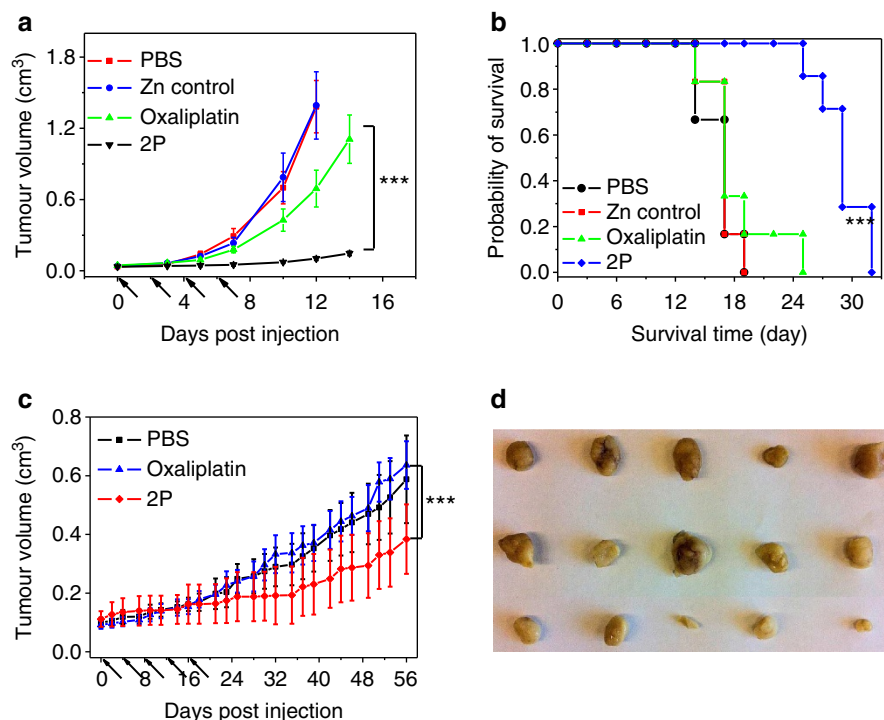 a
Tumour volume (cm3)
1.8
1.2
0.6
0.0
PBS
Zn control
Oxaliplatin
2P
***
0 4 8 12 16
Days post injection
b
Probability of survival
1.0
0.8
0.6
0.4
0.2
0.0
PBS
Zn control
Oxaliplatin
2P
***
0 6 12 18 24 30
Survival time (day)
c
Tumour volume (cm3)
0.8
0.6
0.4
0.2
0.0
PBS
Oxaliplatin
2P
***
0 8 16 24 32 40 48 56
Days post injection
d